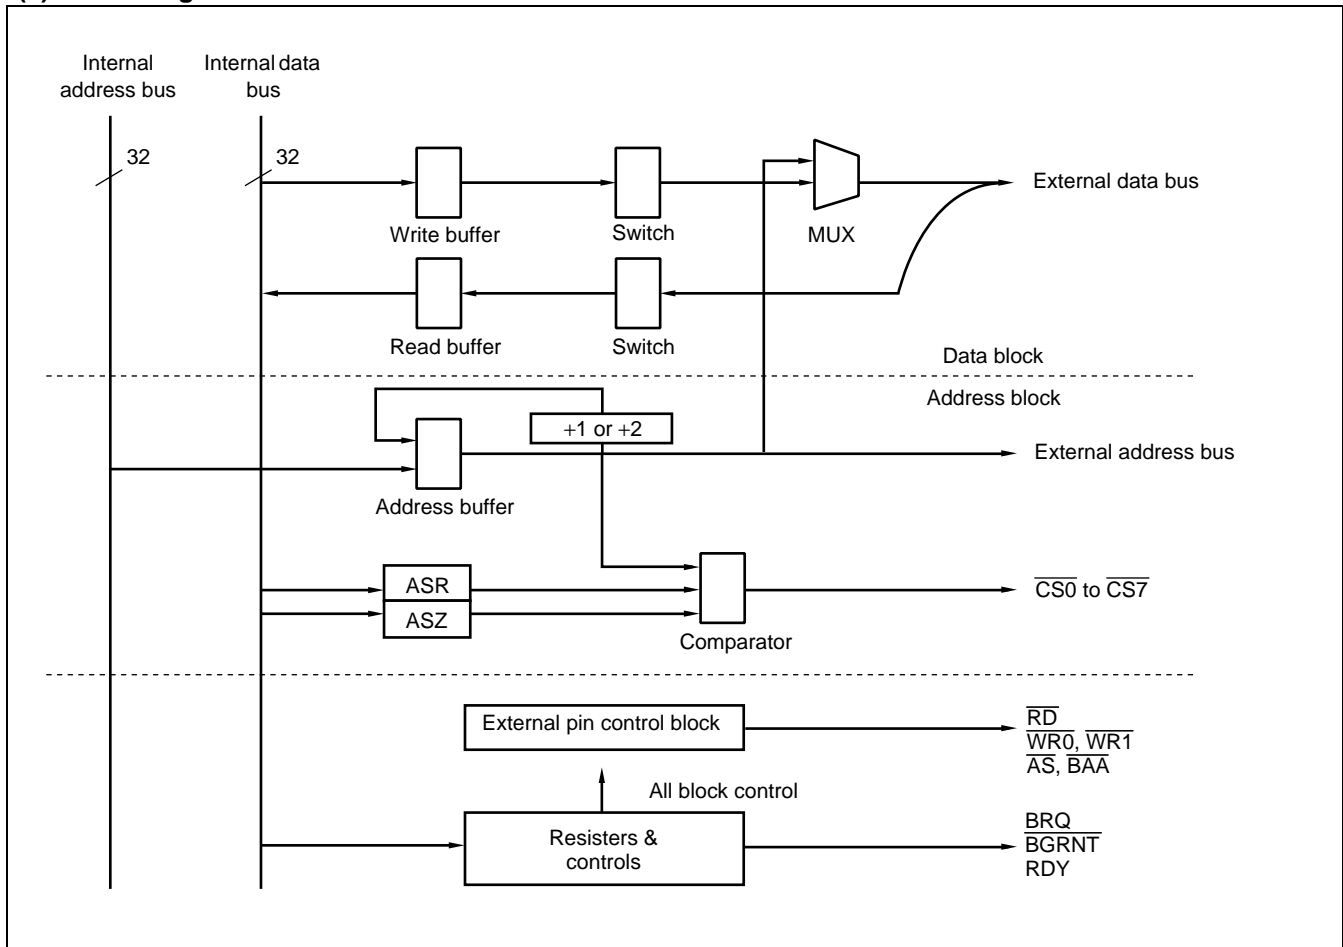 Internal
address bus
Internal data
bus
32
32
External data bus
Write buffer
Switch
MUX
Read buffer
Switch
Data block
Address block
+1 or +2
External address bus
Address buffer
ASR
ASZ
CS0 to CS7
Comparator
External pin control block
RD
WR0, WR1
AS, BAA
All block control
Resisters &
controls
BRQ
BGRNT
RDY